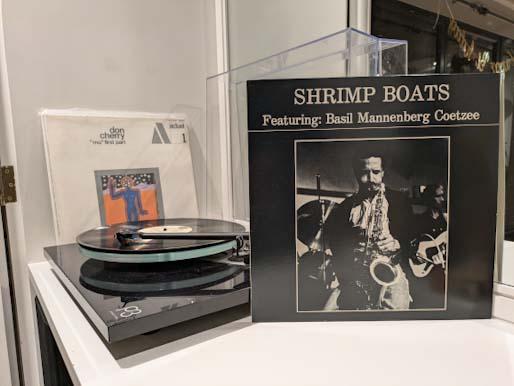 don
cherry
"mu" first part
actuel
1
SHRIMP BOATS
Featuring: Basil Mannenberg Coetzee